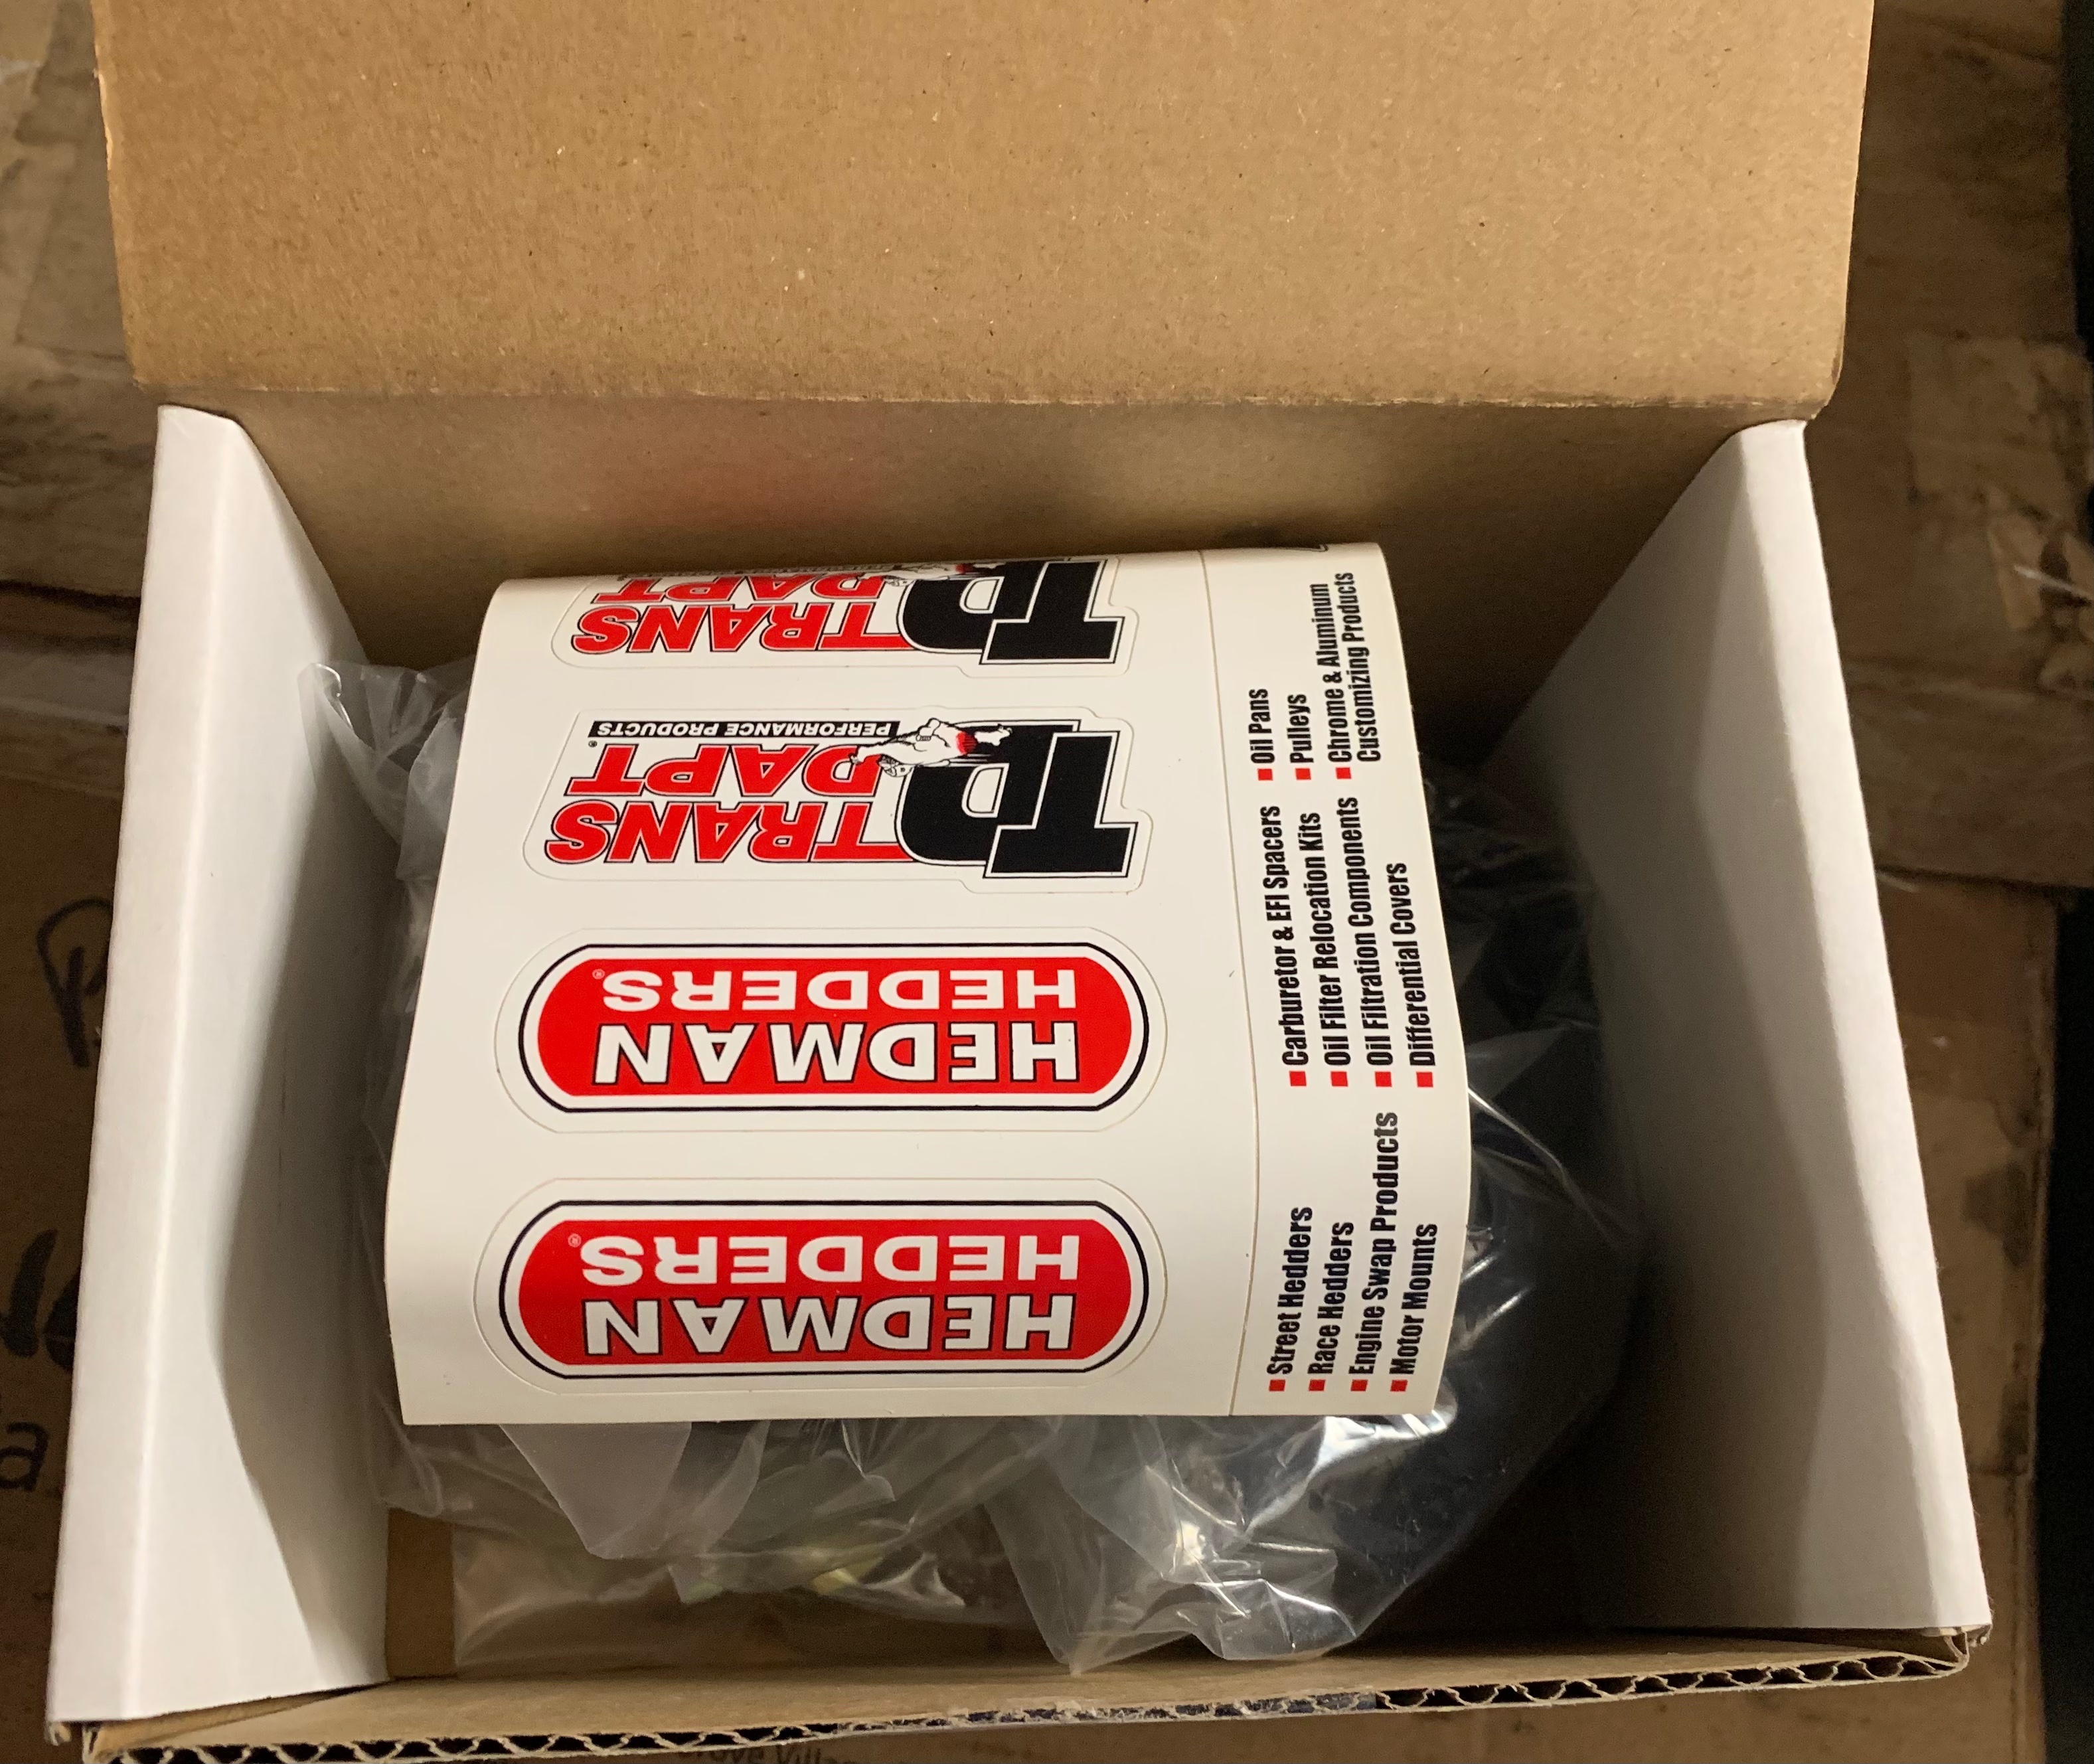 TRANS
DAPT
TD
TRANS
DAPT®
PERFORMANCE PRODUCTS
TD
HEDMAN
HEDDERS®
HEDMAN
HEDDERS®
▪Street Hedders
▪Race Hedders
▪Engine Swap Products
▪Motor Mounts
▪Carburetor & EFI Spacers
▪Oil Filter Relocation Kits
▪Oil Filtration Components
▪Differential Covers
▪Oil Pans
▪Pulleys
▪Chrome & Aluminum
Customizing Products